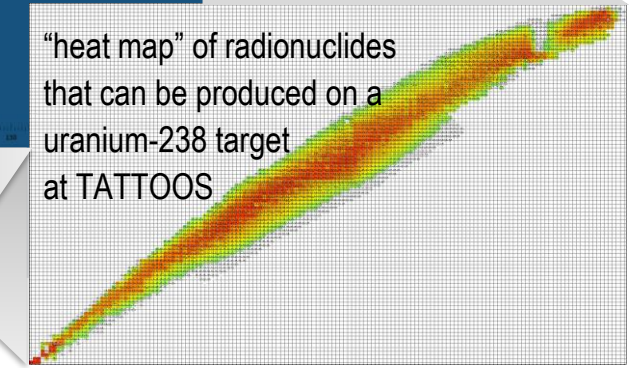 “heat map” of radionuclides
that can be produced on a
uranium-238 target
at TATTOOS